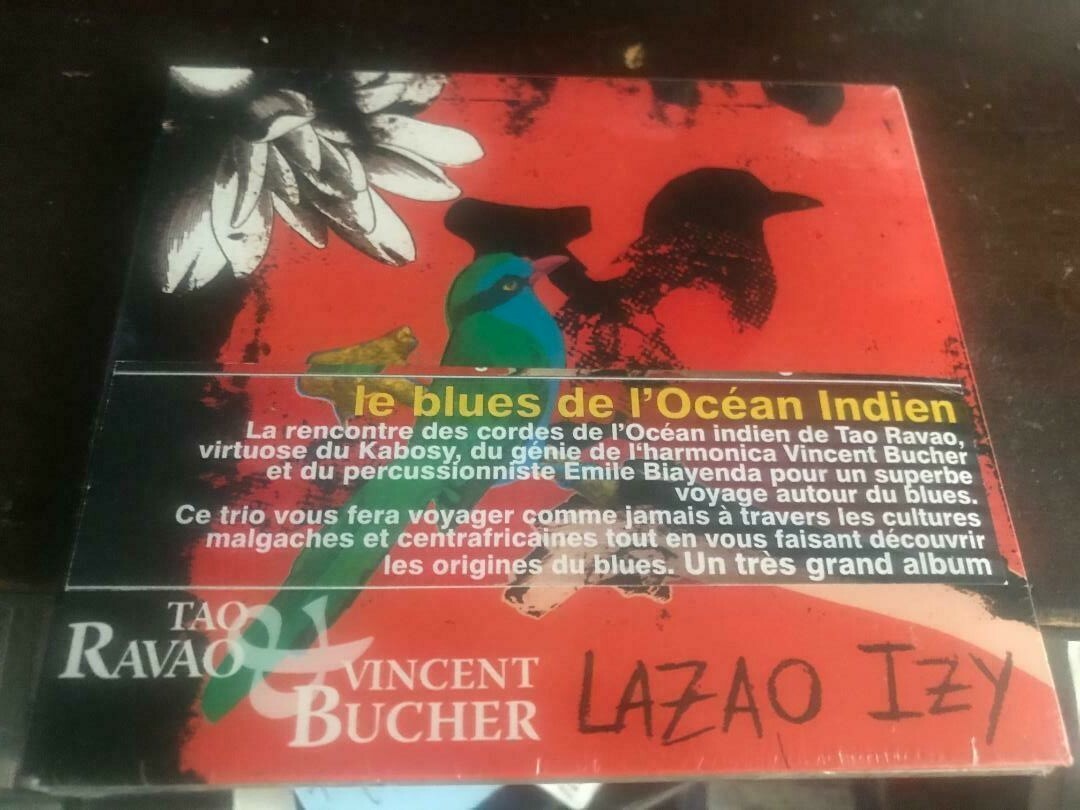 le blues de l'Océan Indien
La rencontre des cordes de l'Océan indien de Tao Ravao,
virtuose du Kabosy, du génie de l'harmonica Vincent Bucher
et du percussionniste Emile Biayenda pour un superbe
voyage autour du blues.
Ce trio vous fera voyager comme jamais à travers les cultures
malgaches et centrafricaines tout en vous faisant découvrir
les origines du blues. Un très grand album
TAO
RAVAO
&
VINCENT
BUCHER
LAZAO IZY